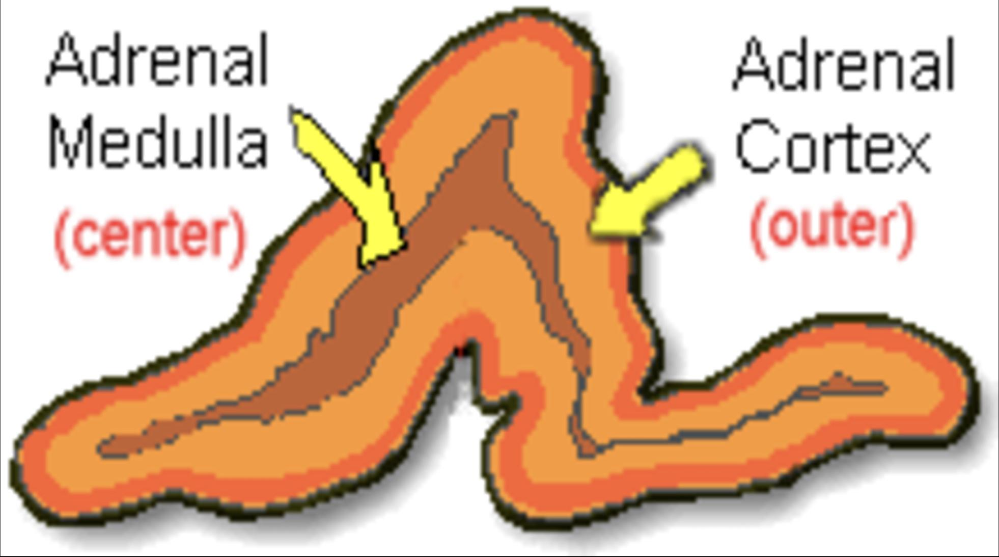 Adrenal
Medulla
(center)
Adrenal
Cortex
(outer)